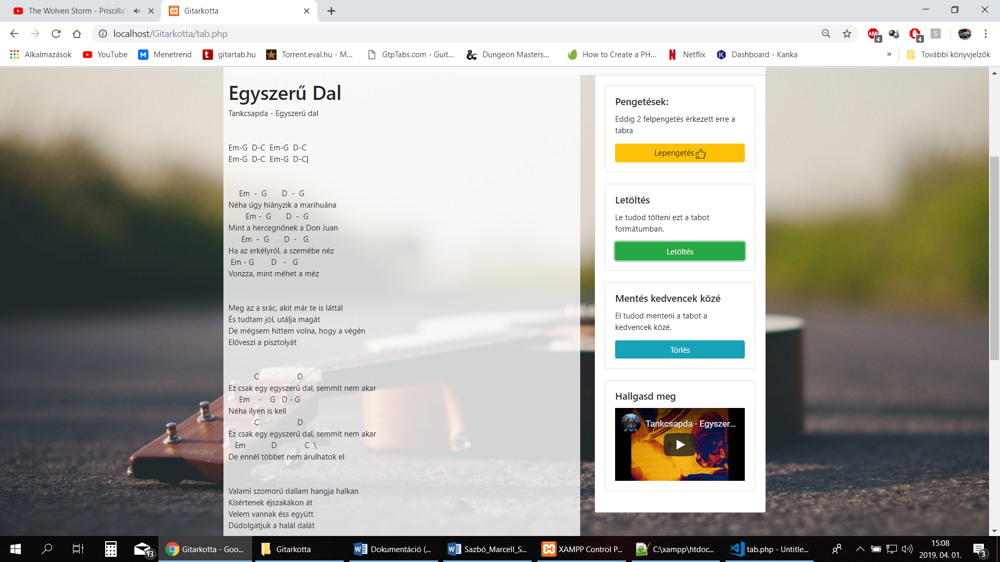 The Wolven Storm - Priscilla'
Gitarkotta
localhost/Gitarkotta/tab.php
ABP
4
4
S
Alkalmazások
YouTube
M
Menetrend
t
gitartab.hu
Torrent.eval.hu - M...
GtpTabs.com - Guit...
Dungeon Masters...
How to Create a PH...
N
Netflix
K
Dashboard - Kanka
»
További könyvjelzők
Egyszerű Dal
Tankcsapda - Egyszerű dal
Em-G D-C Em-G D-C
Em-G D-C Em-G D-C|
Em - G D - G
Néha úgy hiányzik a marihuána
Em - G D - G
Mint a hercegnőnek a Don Juan
Em - G D - G
Ha az erkélyről, a szemébe néz
Em - G D - G
Vonzza, mint méhet a méz
Meg az a srác, akit már te is láttál
És tudtam jól, utálja magát
De mégsem hittem volna, hogy a végén
Előveszi a pisztolyát
C D
Ez csak egy egyszerű dal, semmit nem akar
Em - G D - G
Néha ilyen is kell
C D
Ez csak egy egyszerű dal, semmit nem akar
Em D C \
De ennél többet nem árulhatok el
Valami szomorú dallam hangja halkan
Kísértenek éjszakákon át
Velem vannak éss együtt
Dúdolgatjuk a halál dalát
Pengetések:
Eddig 2 felpengetés érkezett erre a
tabra
Lepengetés
Letöltés
Le tudod tölteni ezt a tabot
formátumban.
Letöltés
Mentés kedvencek közé
El tudod menteni a tabot a
kedvencek közé.
Törlés
Hallgasd meg
Tankcsapda - Egyszer...
YAMAHA
13
Gitarkotta - Goo...
Gitarkotta
Dokumentáció (...
Sazbó_Marcell_S...
XAMPP Control P...
C:\xampp\htdoc...
tab.php - Untitle...
15:08
2019. 04. 01.
3